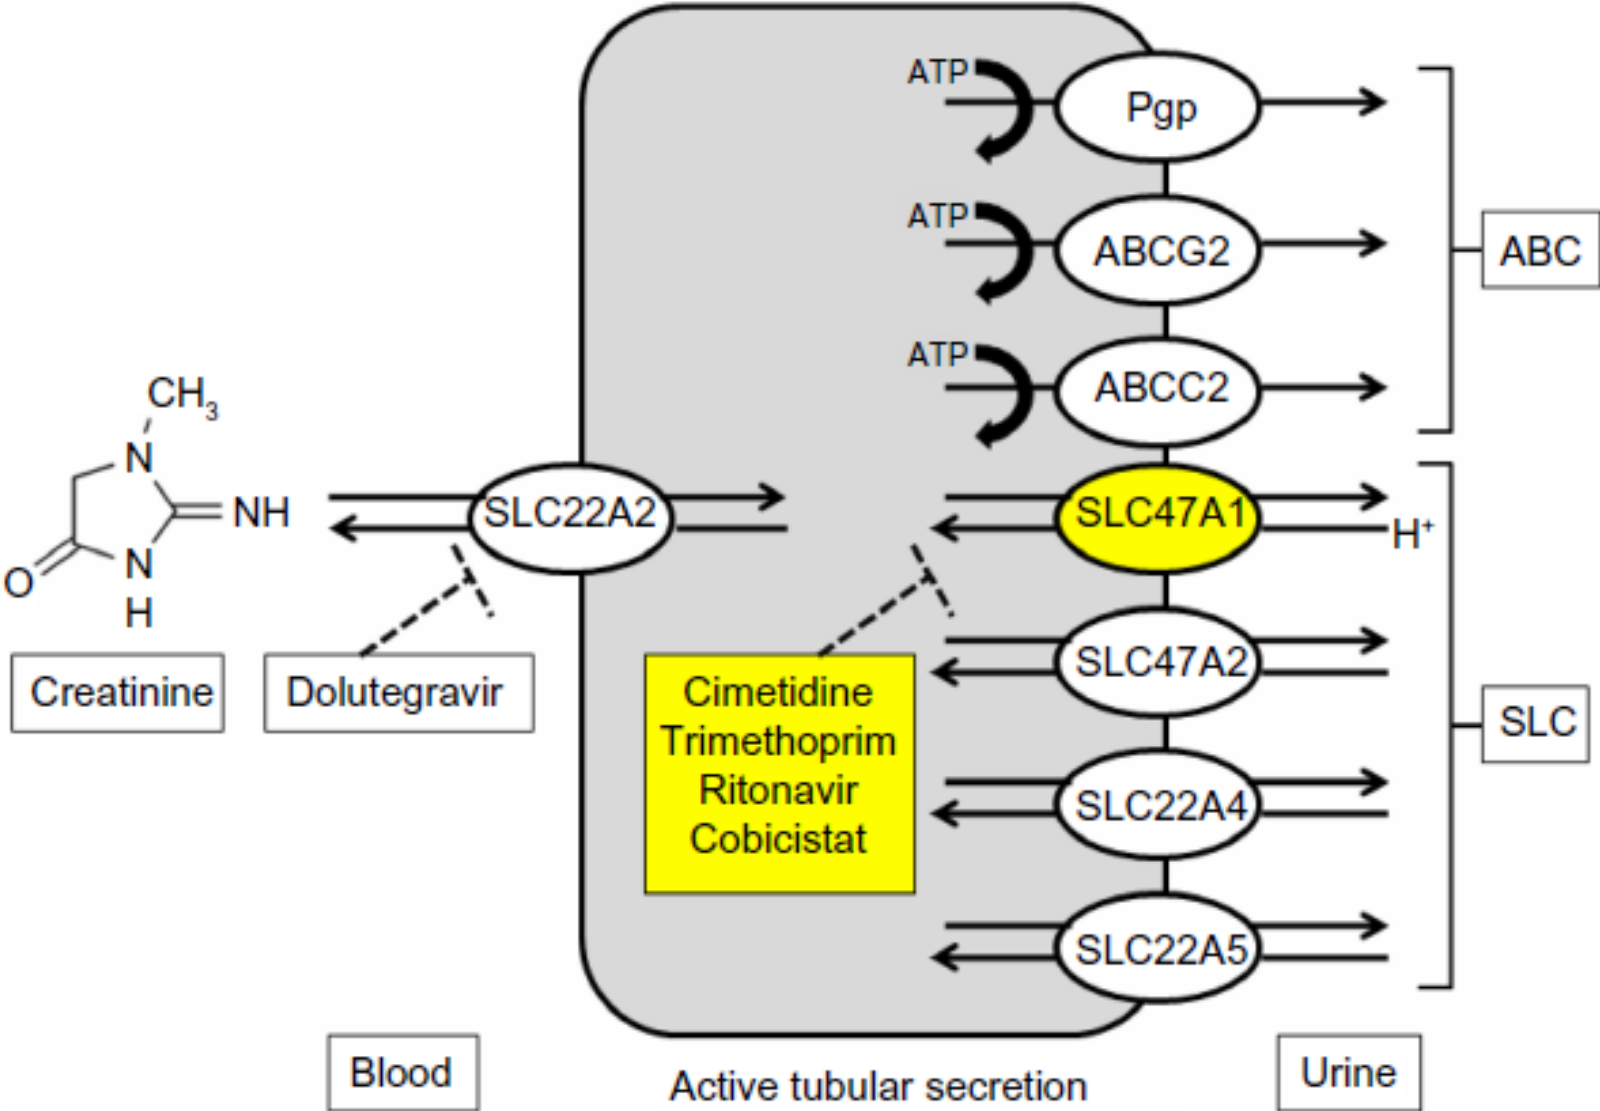 ATP
Pgp
ATP
ABCG2
ABC
ATP
ABCC2
CH3
N
NH
N
H
O
SLC22A2
SLC47A1
H+
Creatinine
Dolutegravir
Cimetidine
Trimethoprim
Ritonavir
Cobicistat
SLC47A2
SLC
SLC22A4
SLC22A5
Blood
Active tubular secretion
Urine